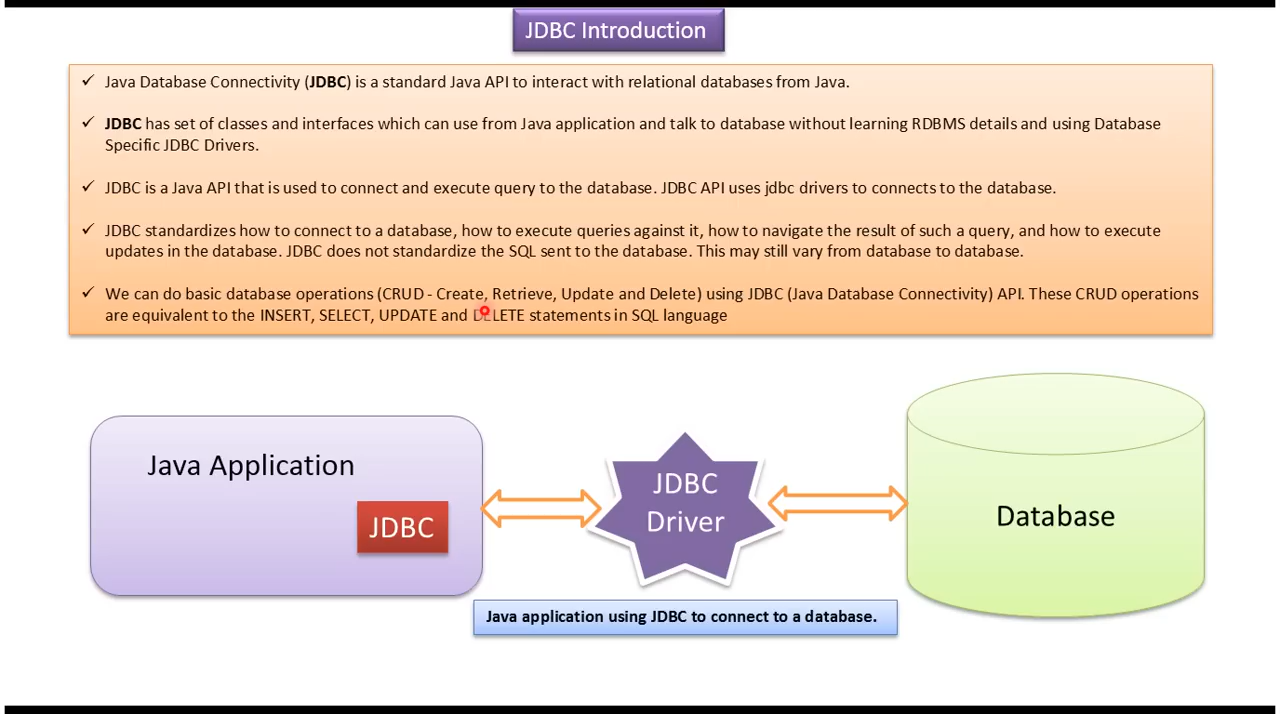 JDBC Introduction
✓ Java Database Connectivity (JDBC) is a standard Java API to interact with relational databases from Java.
✓ JDBC has set of classes and interfaces which can use from Java application and talk to database without learning RDBMS details and using Database
Specific JDBC Drivers.
✓ JDBC is a Java API that is used to connect and execute query to the database. JDBC API uses jdbc drivers to connects to the database.
✓ JDBC standardizes how to connect to a database, how to execute queries against it, how to navigate the result of such a query, and how to execute
updates in the database. JDBC does not standardize the SQL sent to the database. This may still vary from database to database.
✓ We can do basic database operations (CRUD - Create, Retrieve, Update and Delete) using JDBC (Java Database Connectivity) API. These CRUD operations
are equivalent to the INSERT, SELECT, UPDATE and DELETE statements in SQL language
Java Application
JDBC
JDBC
Driver
Database
Java application using JDBC to connect to a database.